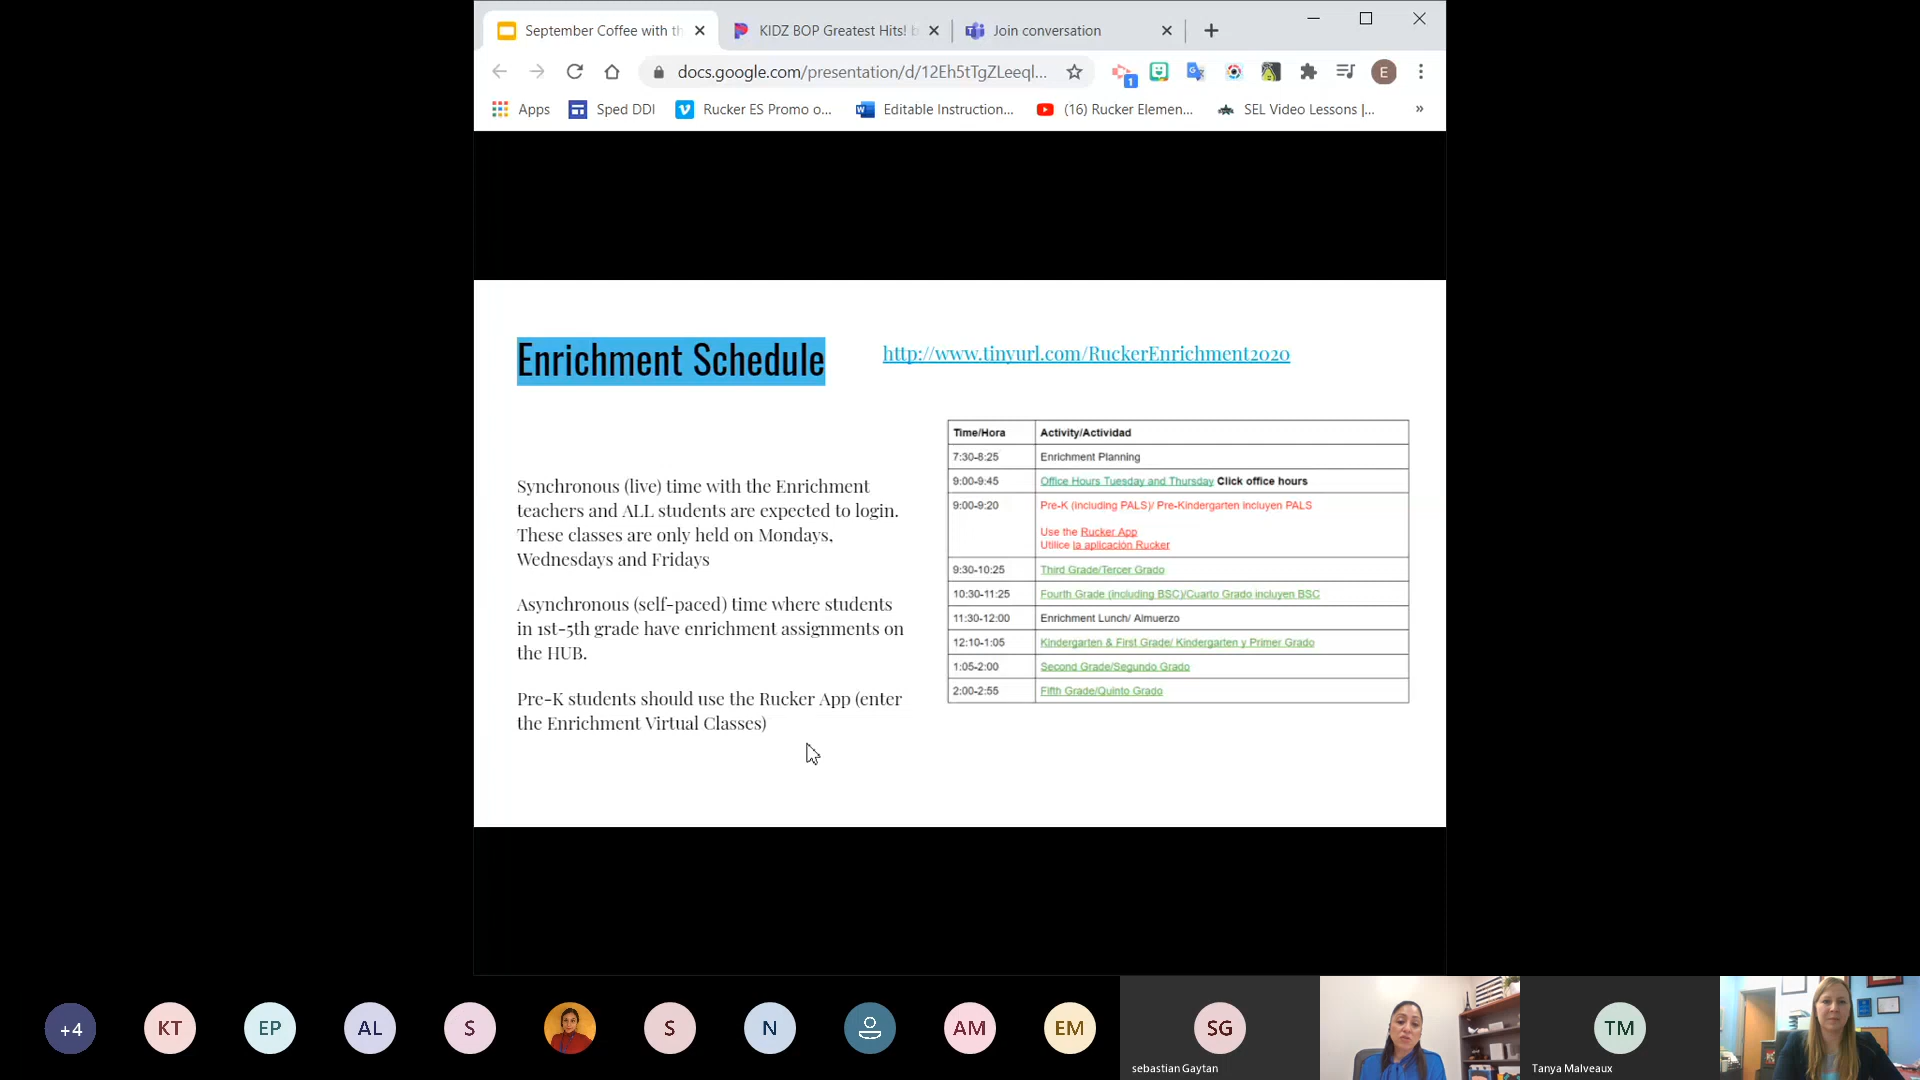 September Coffee with th
KIDZ BOP Greatest Hits! b
Join conversation
docs.google.com/presentation/d/12Eh5tTgZLeeql...
1
E
Apps
Sped DDI
Rucker ES Promo o...
Editable Instruction...
(16) Rucker Elemen...
SEL Video Lessons |,...
»
Enrichment Schedule
http://www.tinyurl.com/RuckerEnrichment2020
Synchronous (live) time with the Enrichment
teachers and ALL students are expected to login.
These classes are only held on Mondays,
Wednesdays and Fridays
Asynchronous (self-paced) time where students
in 1st-5th grade have enrichment assignments on
the HUB.
Pre-K students should use the Rucker App (enter
the Enrichment Virtual Classes)
Time/Hora Activity/Actividad
7:30-8:25 Enrichment Planning
9:00-9:45 Office Hours Tuesday and Thursday Click office hours
9:00-9:20 Pre-K (including PALS)/ Pre-Kindergarten incluyen PALS
Use the Rucker App
Utilice la aplicación Rucker
9:30-10:25 Third Grade/Tercer Grado
10:30-11:25 Fourth Grade (including BSC)/Cuarto Grado incluyen BSC
11:30-12:00 Enrichment Lunch/ Almuerzo
12:10-1:05 Kindergarten & First Grade/ Kindergarten y Primer Grado
1:05-2:00 Second Grade/Segundo Grado
2:00-2:55 Fifth Grade/Quinto Grado
+4
KT
EP
AL
S
S
N
AM
EM
SG
sebastian Gaytan
TM
Tanya Malveaux